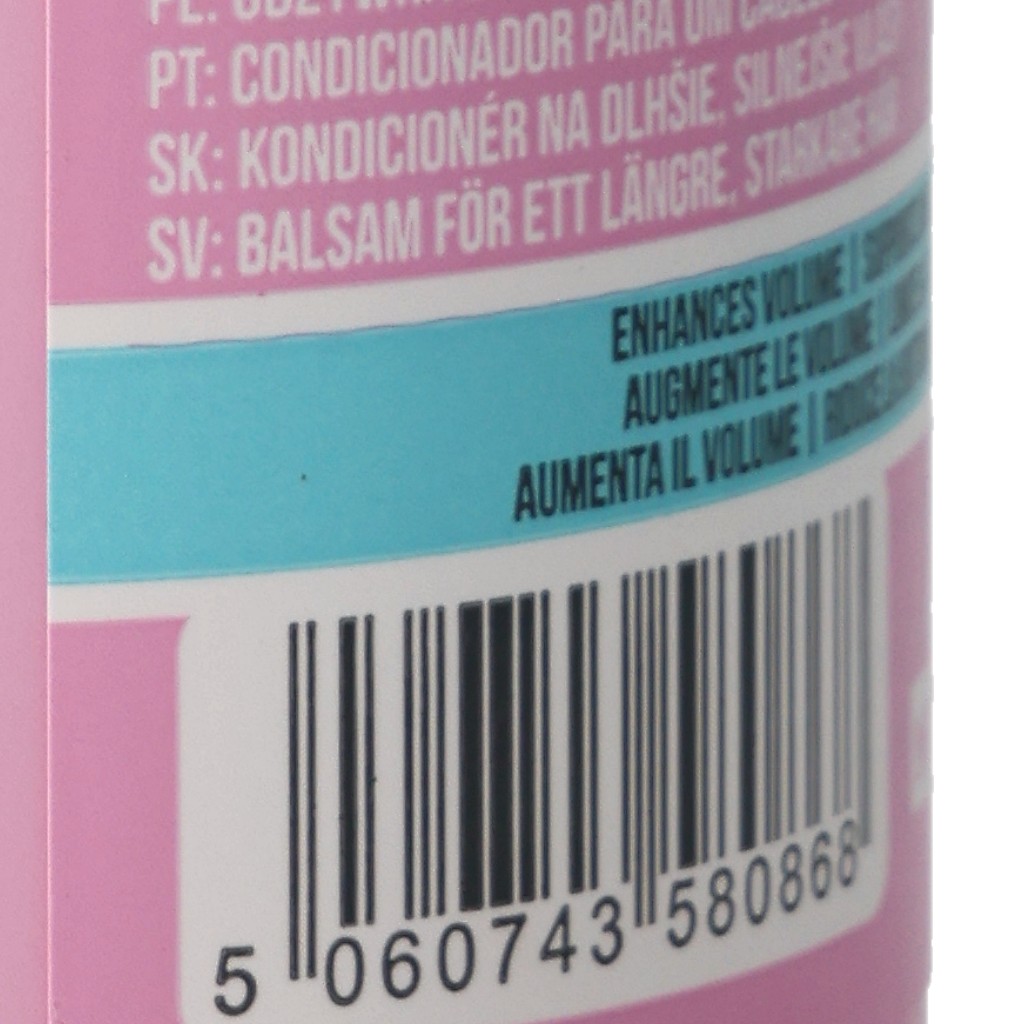 PT: CONDICIONADOR PARA UM
SK: KONDICIONÉR NA DLHŠIE, SILNEJŠIE
SV: BALSAM FÖR ETT LÄNGRE, STARKARE HÅR
ENHANCES VOLUME |
AUGMENTE LE VOLUME |
AUMENTA IL VOLUME |
5 060743 580868